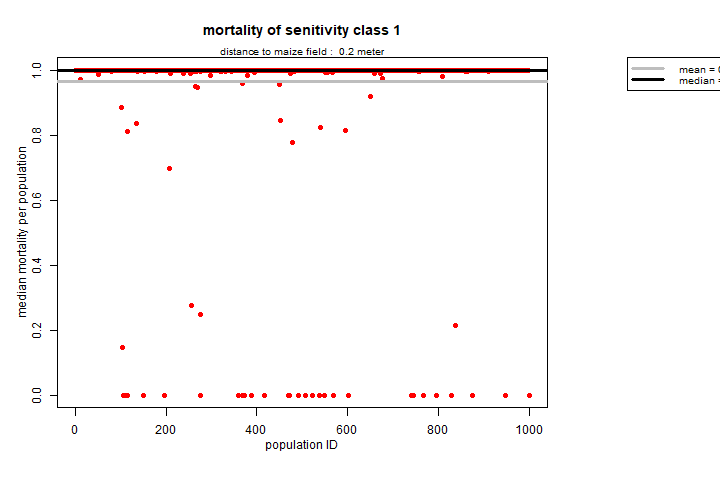 mortality of senitivity class 1
distance to maize field : 0.2 meter
mean = 0
median =
median mortality per population
1.0
0.8
0.6
0.4
0.2
0.0
0 200 400 600 800 1000
population ID